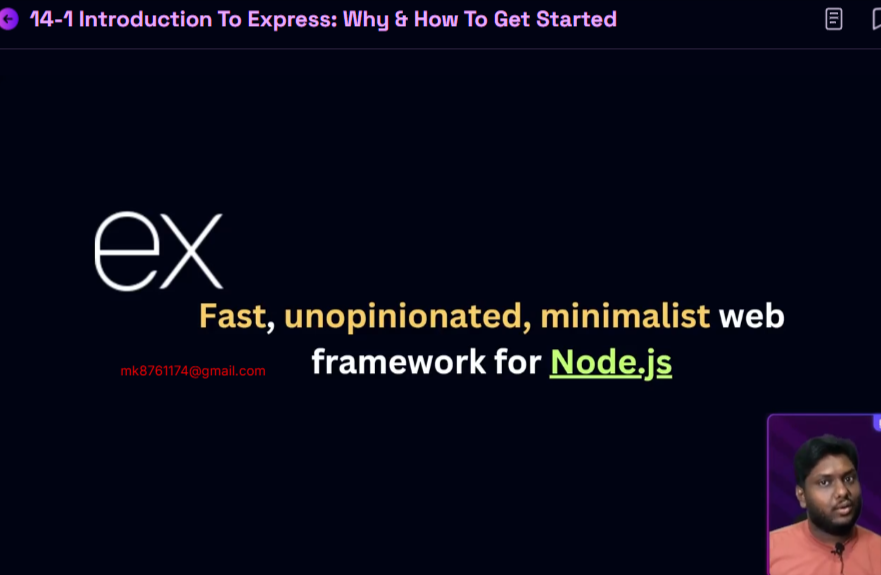 14-1 Introduction To Express: Why & How To Get Started
ex
Fast, unopinionated, minimalist web
framework for Node.js
mk8761174@gmail.com